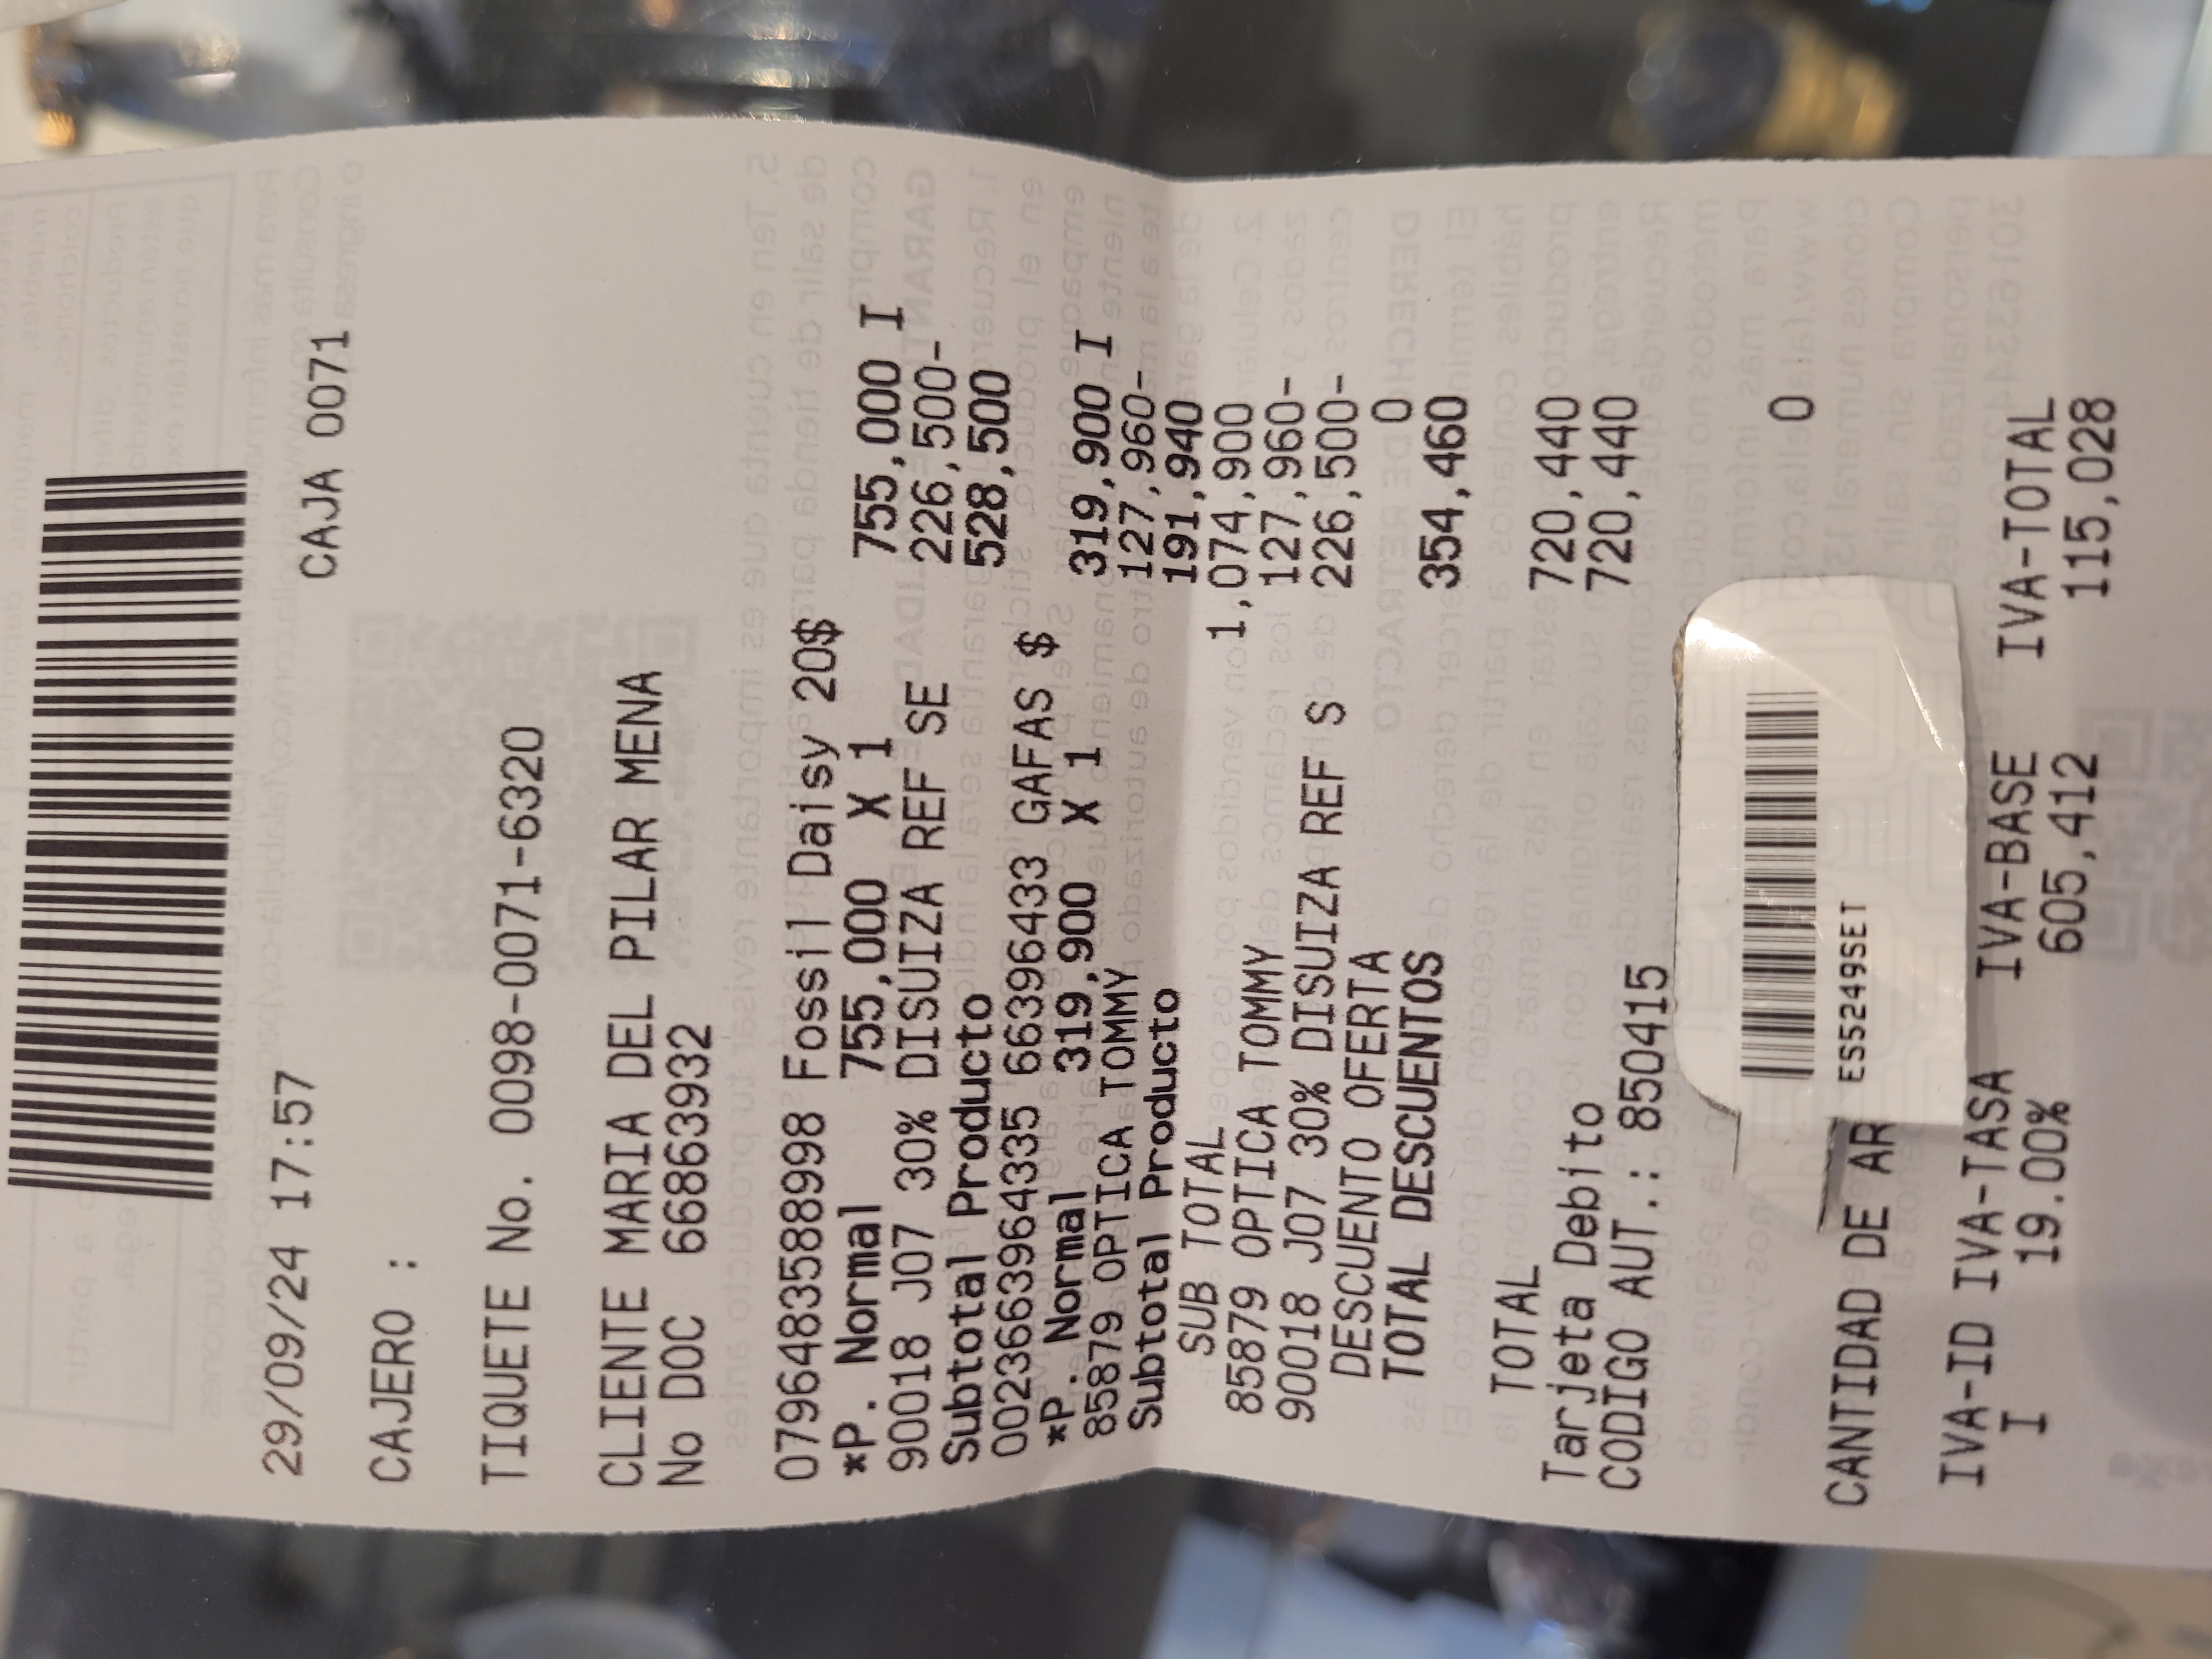 CAJA 0071
29/09/24 17:57
CAJERO :
TIQUETE No. 0098-0071-6320
CLIENTE MARIA DEL PILAR MENA
No DOC 66863932
0796483588998 Fossil Daisy 20$
*P. Normal 755,000 X 1 755,000 I
90018 J07 30% DISUIZA REF SE 226,500-
Subtotal Producto 528,500
0023663964335 6639396433 GAFAS $
*P. Normal 319,900 X 1 319,900 I
85879 OPTICA TOMMY 127,960-
Subtotal Producto 191,940
SUB TOTAL 1,074,900
85879 OPTICA TOMMY 127,960-
90018 J07 30% DISUIZA REF S 226,500-
DESCUENTO OFERTA 0
TOTAL DESCUENTOS 354,460
TOTAL 720,440
Tarjeta Debito 720,440
CODIGO AUT.: 850415
CANTIDAD DE AR 0
ES5249SET
IVA-ID IVA-TASA IVA-BASE IVA-TOTAL
I 19.00% 605,412 115,028